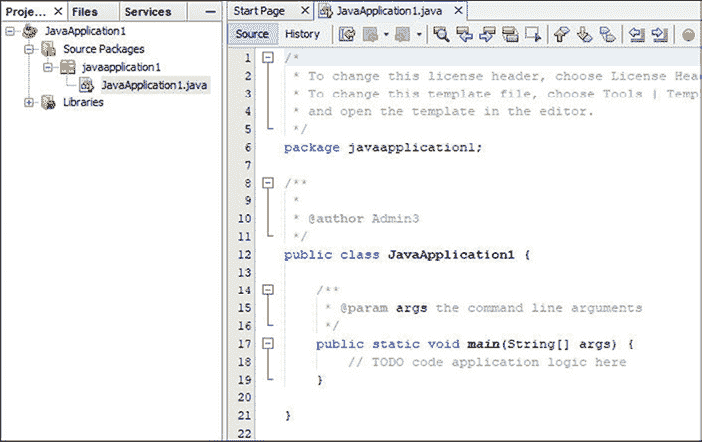 Proje...
Files
Services
JavaApplication1
Source Packages
javaapplication1
JavaApplication1.java
Libraries
Start Page
JavaApplication1.java
Source
History
1 /*
2 * To change this license header, choose License Hea
3 * To change this template file, choose Tools | Temp
4 * and open the template in the editor.
5 */
6 package javaapplication1;
7
8 /**
9 *
10 * @author Admin3
11 */
12 public class JavaApplication1 {
13
14 /**
15 * @param args the command line arguments
16 */
17 public static void main(String[] args) {
18 // TODO code application logic here
19 }
20
21 }
22